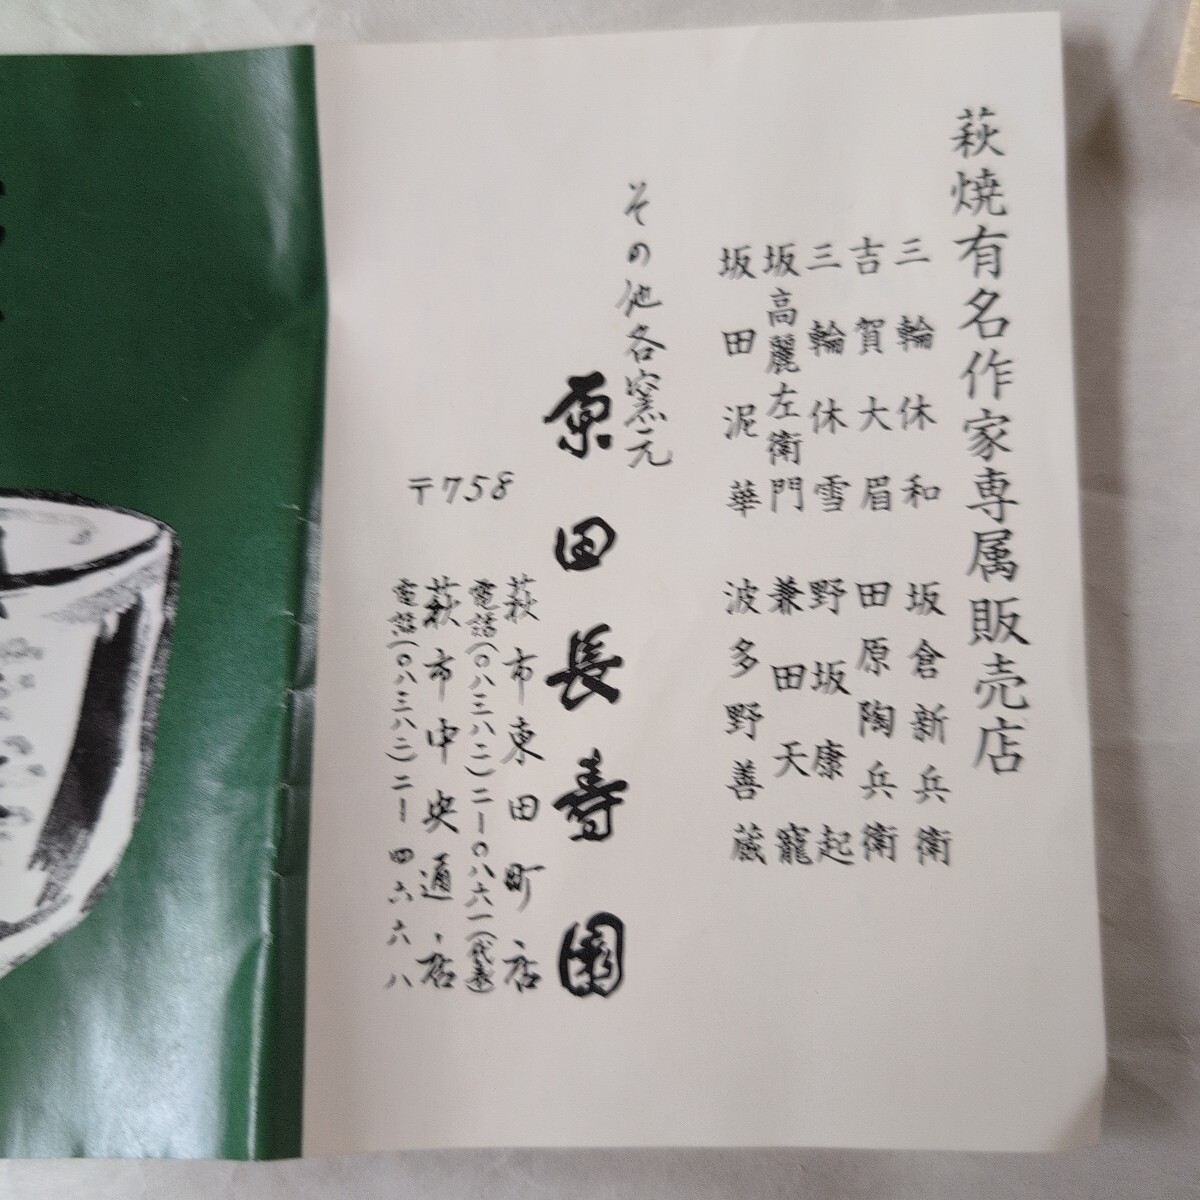 萩焼有名作家専属販売店
三輪休和 坂倉新兵衛
吉賀大眉 田原陶兵衛
三輪休雪 野坂康起
坂高麗左衛門 兼田天寵
坂田泥華 波多野善蔵
その他各窯元
原田長寿園
〒758
萩市東田町店
電話(〇八三八二)二-〇八六一(代表)
萩市中央通り店
電話(〇八三八二)二-四六六八